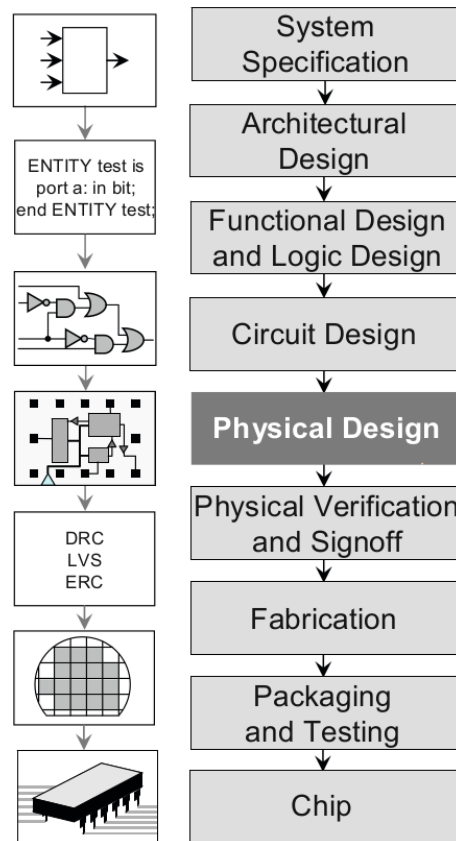 System
Specification
Architectural
Design
ENTITY test is
port a: in bit;
end ENTITY test;
Functional Design
and Logic Design
Circuit Design
Physical Design
Physical Verification
and Signoff
DRC
LVS
ERC
Fabrication
Packaging
and Testing
Chip